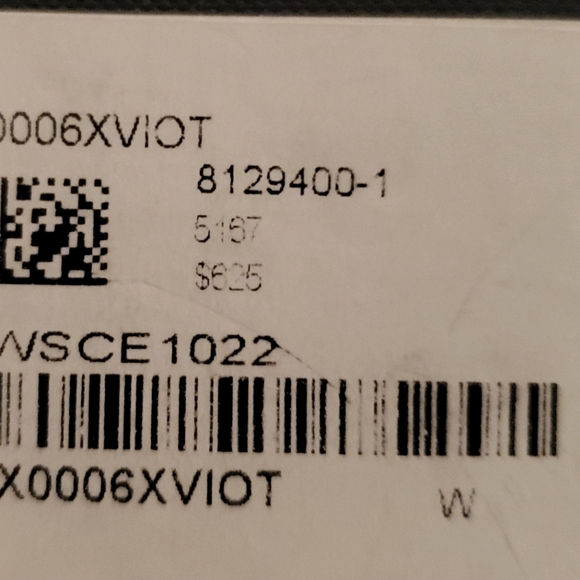 0006XVIOT
8129400-1
5167
$625
WSCE1022
X0006XVIOT
W